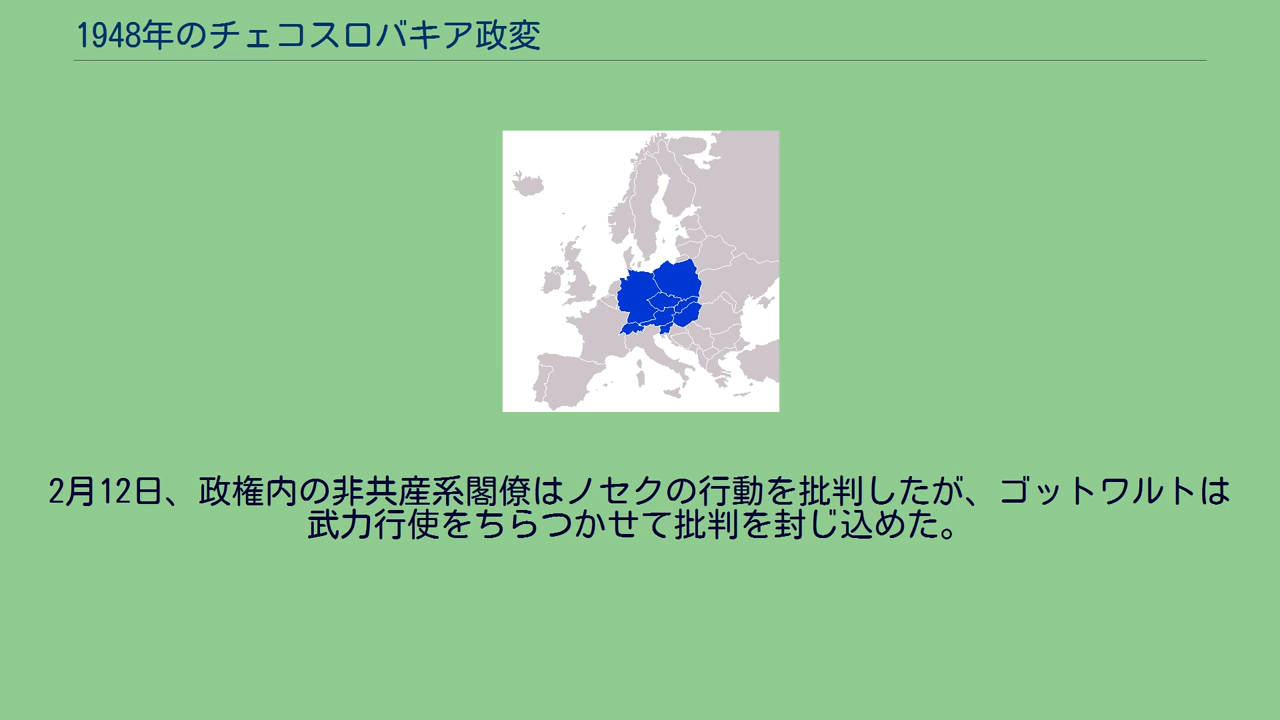 1948年のチェコスロバキア政変
2月12日、政権内の非共産系閣僚はノセクの行動を批判したが、ゴットワルトは
武力行使をちらつかせて批判を封じ込めた。